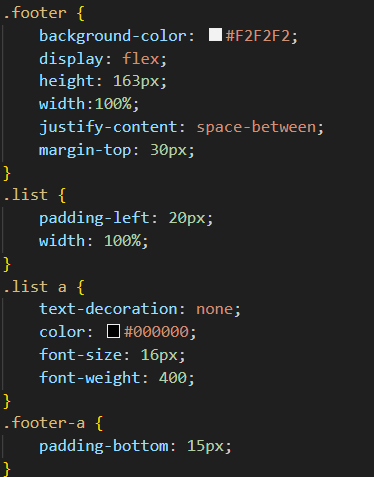 .footer {
    background-color: #F2F2F2;
    display: flex;
    height: 163px;
    width:100%;
    justify-content: space-between;
    margin-top: 30px;
}
.list {
    padding-left: 20px;
    width: 100%;
}
.list a {
    text-decoration: none;
    color: #000000;
    font-size: 16px;
    font-weight: 400;
}
.footer-a {
    padding-bottom: 15px;
}